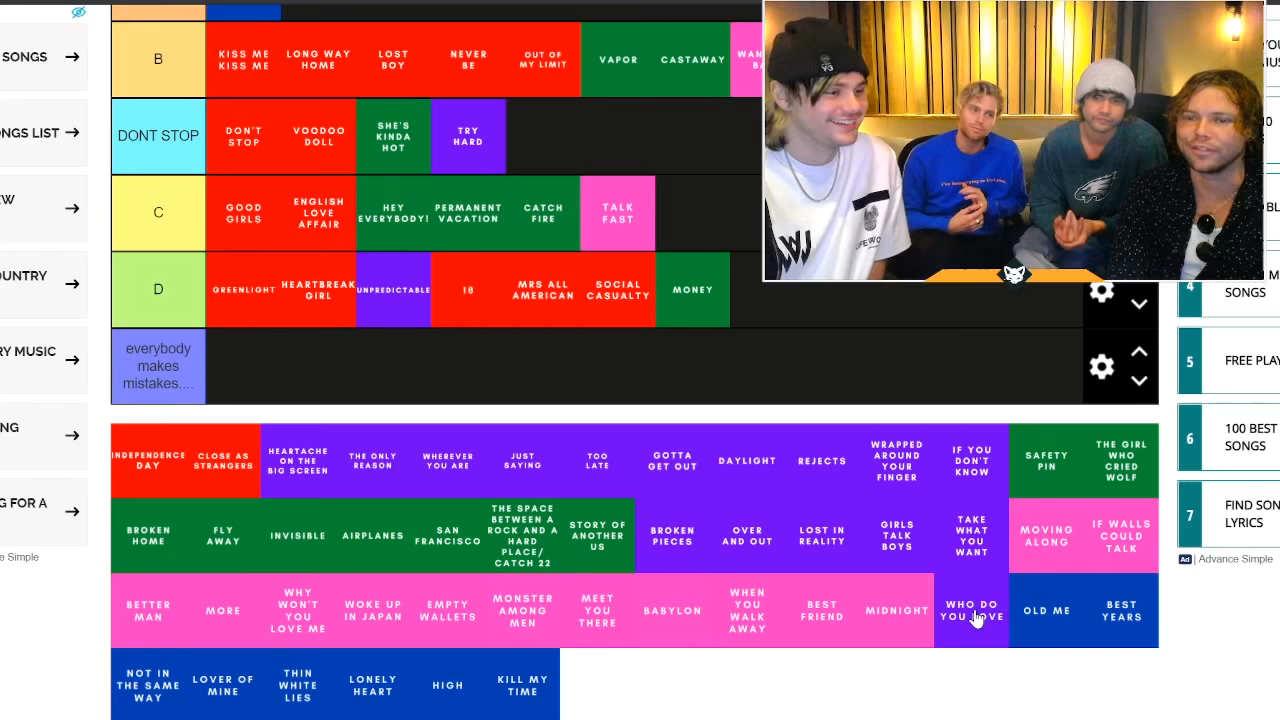 SONGS
B
KISS ME
KISS ME
LONG WAY
HOME
LOST
BOY
NEVER
BE
OUT OF
MY LIMIT
VAPOR
CASTAWAY
DONT STOP
DON'T
STOP
VOODOO
DOLL
SHE'S
KINDA
HOT
TRY
HARD
C
GOOD
GIRLS
ENGLISH
LOVE
AFFAIR
HEY
EVERYBODY!
PERMANENT
VACATION
CATCH
FIRE
TALK
FAST
D
GREENLIGHT
HEARTBREAK
GIRL
UNPREDICTABLE
18
MRS ALL
AMERICAN
SOCIAL
CASUALTY
MONEY
everybody
makes
mistakes....
INDEPENDENCE
DAY
CLOSE AS
STRANGERS
HEARTACHE
ON THE
BIG SCREEN
THE ONLY
REASON
WHEREVER
YOU ARE
JUST
SAYING
TOO
LATE
GOTTA
GET OUT
DAYLIGHT
REJECTS
WRAPPED
AROUND
YOUR
FINGER
IF YOU
DON'T
KNOW
SAFETY
PIN
THE GIRL
WHO
CRIED
WOLF
BROKEN
HOME
FLY
AWAY
INVISIBLE
AIRPLANES
SAN
FRANCISCO
THE SPACE
BETWEEN A
ROCK AND A
HARD
PLACE/
CATCH 22
STORY OF
ANOTHER
US
BROKEN
PIECES
OVER
AND OUT
LOST IN
REALITY
GIRLS
TALK
BOYS
TAKE
WHAT
YOU
WANT
MOVING
ALONG
IF WALLS
COULD
TALK
BETTER
MAN
MORE
WHY
WON'T
YOU
LOVE ME
WOKE UP
IN JAPAN
EMPTY
WALLETS
MONSTER
AMONG
MEN
MEET
YOU
THERE
BABYLON
WHEN
YOU
WALK
AWAY
BEST
FRIEND
MIDNIGHT
WHO DO
YOU LOVE
OLD ME
BEST
YEARS
NOT IN
THE SAME
WAY
LOVER OF
MINE
THIN
WHITE
LIES
LONELY
HEART
HIGH
KILL MY
TIME
4
SONGS
5
FREE PLAY
6
100 BEST
SONGS
7
FIND SON
LYRICS
Ad Advance Simple